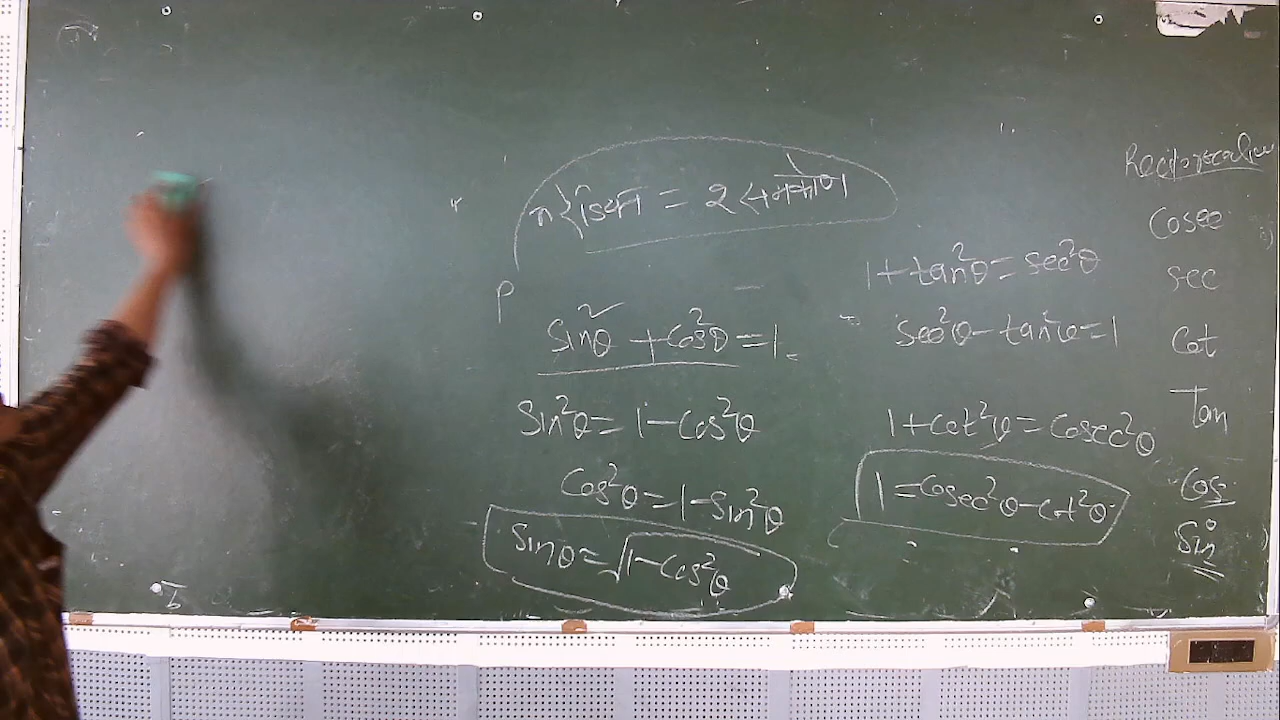 sin²θ + cos²θ = 1.
sin²θ = 1 - cos²θ
cos²θ = 1 - sin²θ
sinθ = √1 - cos²θ
1 + tan²θ = sec²θ
sec²θ - tan²θ = 1
1 + cot²θ = cosec²θ
1 = cosec²θ - cot²θ
cosec
sec
cot
tan
cos
sin